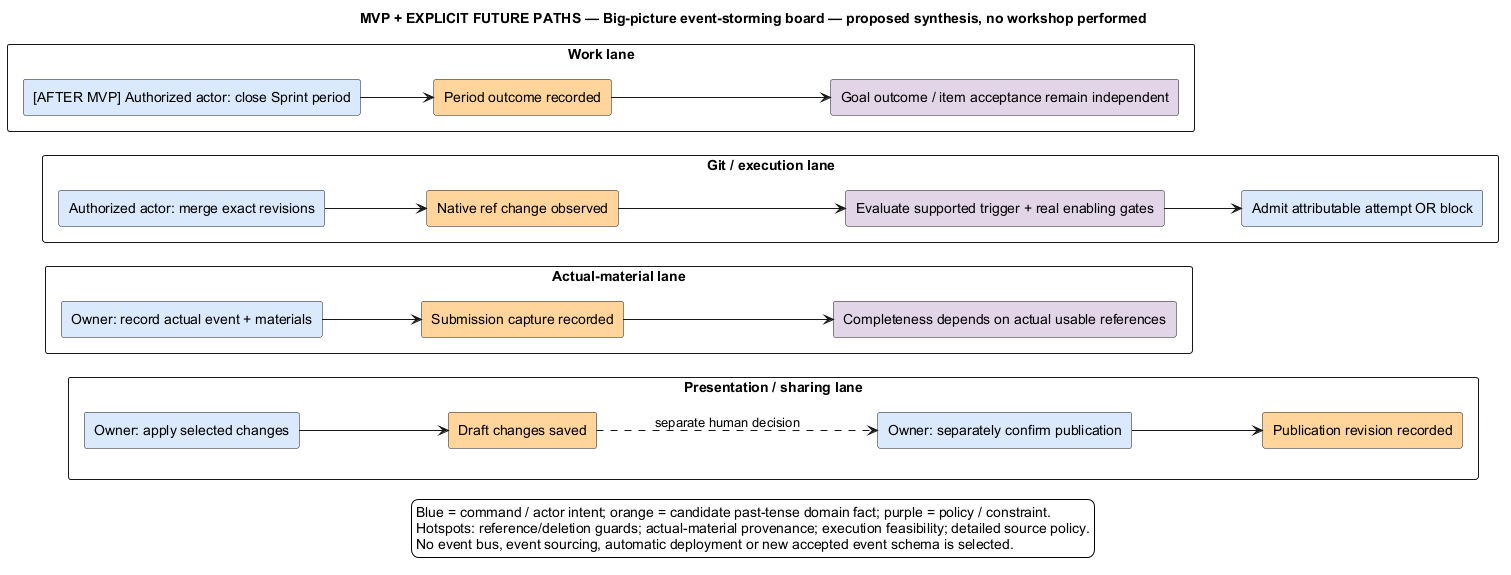 MVP + EXPLICIT FUTURE PATHS — Big-picture event-storming board — proposed synthesis, no workshop performed
Work lane
[AFTER MVP] Authorized actor: close Sprint period
Period outcome recorded
Goal outcome / item acceptance remain independent
Git / execution lane
Authorized actor: merge exact revisions
Native ref change observed
Evaluate supported trigger + real enabling gates
Admit attributable attempt OR block
Actual-material lane
Owner: record actual event + materials
Submission capture recorded
Completeness depends on actual usable references
Presentation / sharing lane
Owner: apply selected changes
Draft changes saved
separate human decision
Owner: separately confirm publication
Publication revision recorded
Blue = command / actor intent; orange = candidate past-tense domain fact; purple = policy / constraint.
Hotspots: reference/deletion guards; actual-material provenance; execution feasibility; detailed source policy.
No event bus, event sourcing, automatic deployment or new accepted event schema is selected.